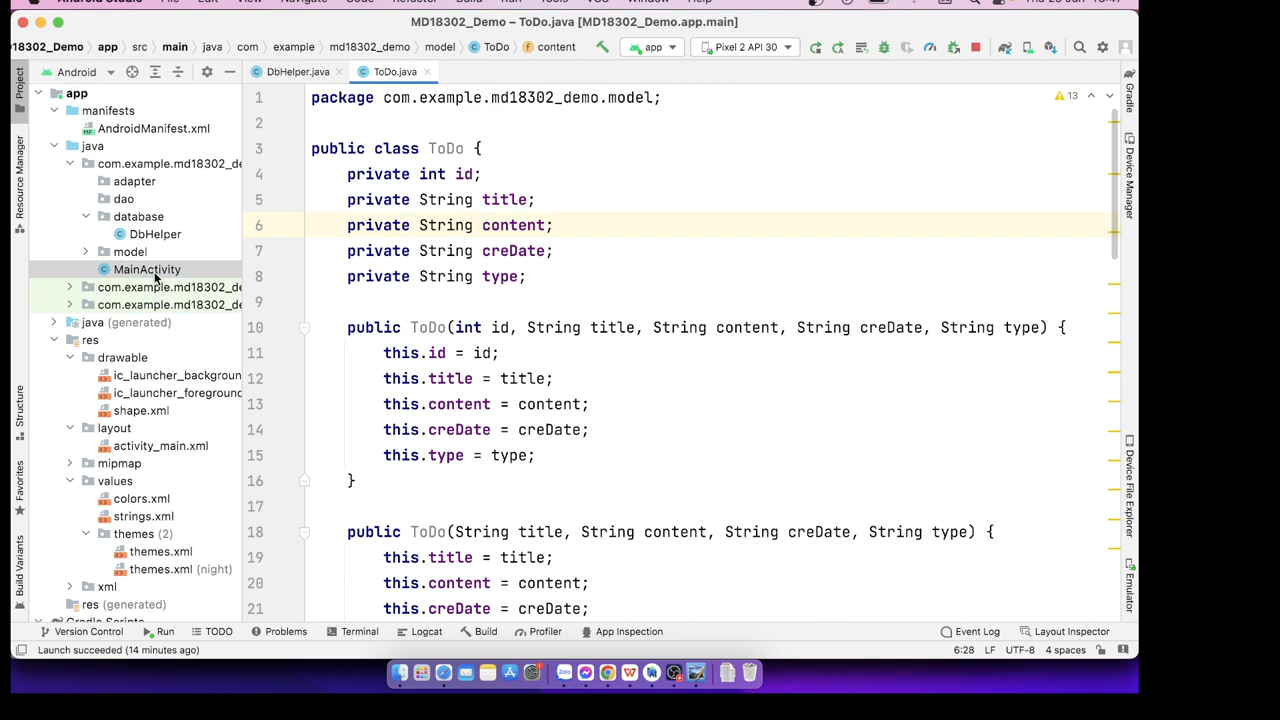 MD18302_Demo – ToDo.java [MD18302_Demo.app.main]
18302_Demo app src main java com example md18302_demo model ToDo content app Pixel 2 API 30
Android DbHelper.java ToDo.java
Project
Resource Manager
Structure
Favorites
Build Variants
app
manifests
AndroidManifest.xml
java
com.example.md18302_de
adapter
dao
database
DbHelper
model
MainActivity
com.example.md18302_de
com.example.md18302_de
java (generated)
res
drawable
ic_launcher_backgroun
ic_launcher_foreground
shape.xml
layout
activity_main.xml
mipmap
values
colors.xml
strings.xml
themes (2)
themes.xml
themes.xml (night)
xml
res (generated)
13
1 package com.example.md18302_demo.model;
2
3 public class ToDo {
4 private int id;
5 private String title;
6 private String content;
7 private String creDate;
8 private String type;
9
10 public ToDo(int id, String title, String content, String creDate, String type) {
11 this.id = id;
12 this.title = title;
13 this.content = content;
14 this.creDate = creDate;
15 this.type = type;
16 }
17
18 public ToDo(String title, String content, String creDate, String type) {
19 this.title = title;
20 this.content = content;
21 this.creDate = creDate;
Gradle
Device Manager
Device File Explorer
Emulator
Version Control Run TODO Problems Terminal Logcat Build Profiler App Inspection Event Log Layout Inspector
Launch succeeded (14 minutes ago) 6:28 LF UTF-8 4 spaces